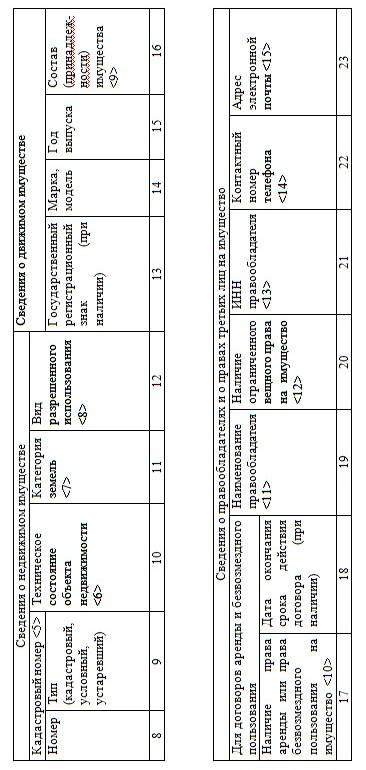 Сведения о недвижимом имуществе
Сведения о движимом имуществе
Кадастровый номер <5>
Номер
Тип
(кадастровый,
условный,
устаревший)
Техническое
состояние
объекта
недвижимости
<6>
Категория
земель
<7>
Вид
разрешенного
использования
<8>
Государственный
регистрационный
знак (при
наличии)
Марка,
модель
Год
выпуска
Состав
(принадлеж-
ности)
имущества
<9>
8 9 10 11 12 13 14 15 16
Сведения о правообладателях и о правах третьих лиц на имущество
Для договоров аренды и безвозмездного
пользования
Наличие права
аренды или права
безвозмездного
пользования на
имущество <10>
Дата окончания
срока действия
договора (при
наличии)
Наименование
правообладателя
<11>
Наличие
ограниченного
вещного права
на имущество
<12>
ИНН
правообладателя
<13>
Контактный
номер
телефона
<14>
Адрес
электронной
почты <15>
17 18 19 20 21 22 23